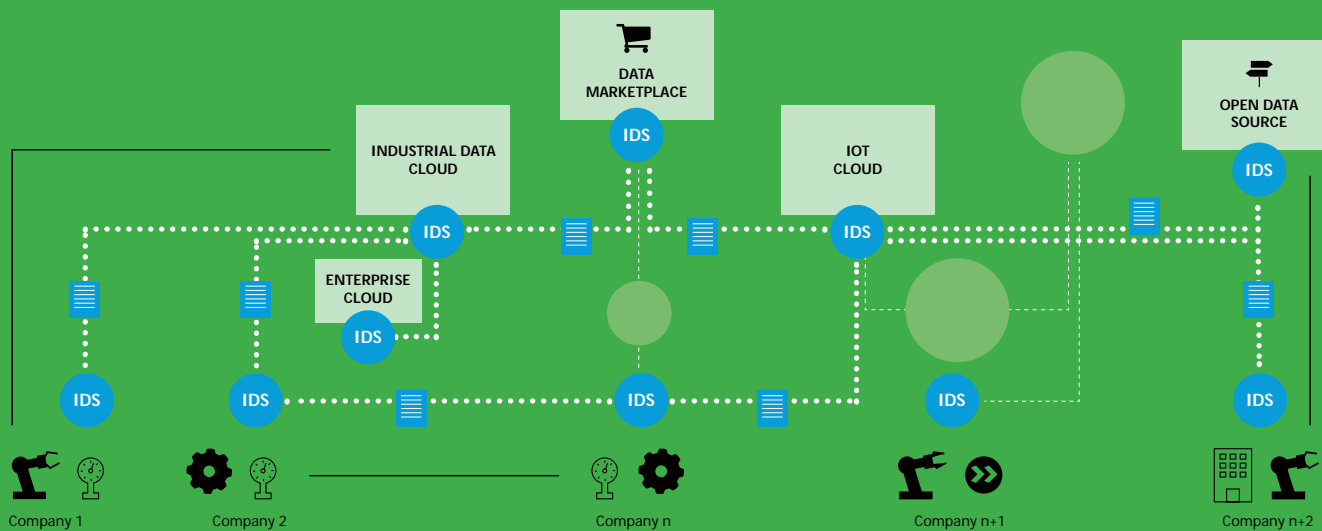 DATA
MARKETPLACE
IDS
OPEN DATA
SOURCE
IDS
INDUSTRIAL DATA
CLOUD
IDS
IOT
CLOUD
IDS
ENTERPRISE
CLOUD
IDS
IDS
IDS
IDS
IDS
IDS
Company 1
Company 2
Company n
Company n+1
Company n+2